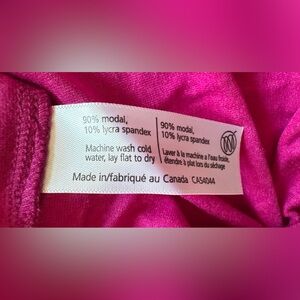 90% modal,
10% lycra spandex
Machine wash cold
water, lay flat to dry
90% modal,
10% lycra spandex
Laver à la machine a l'eau froide,
étendre à plat lors du séchage
Made in/fabriqué au Canada CA54044